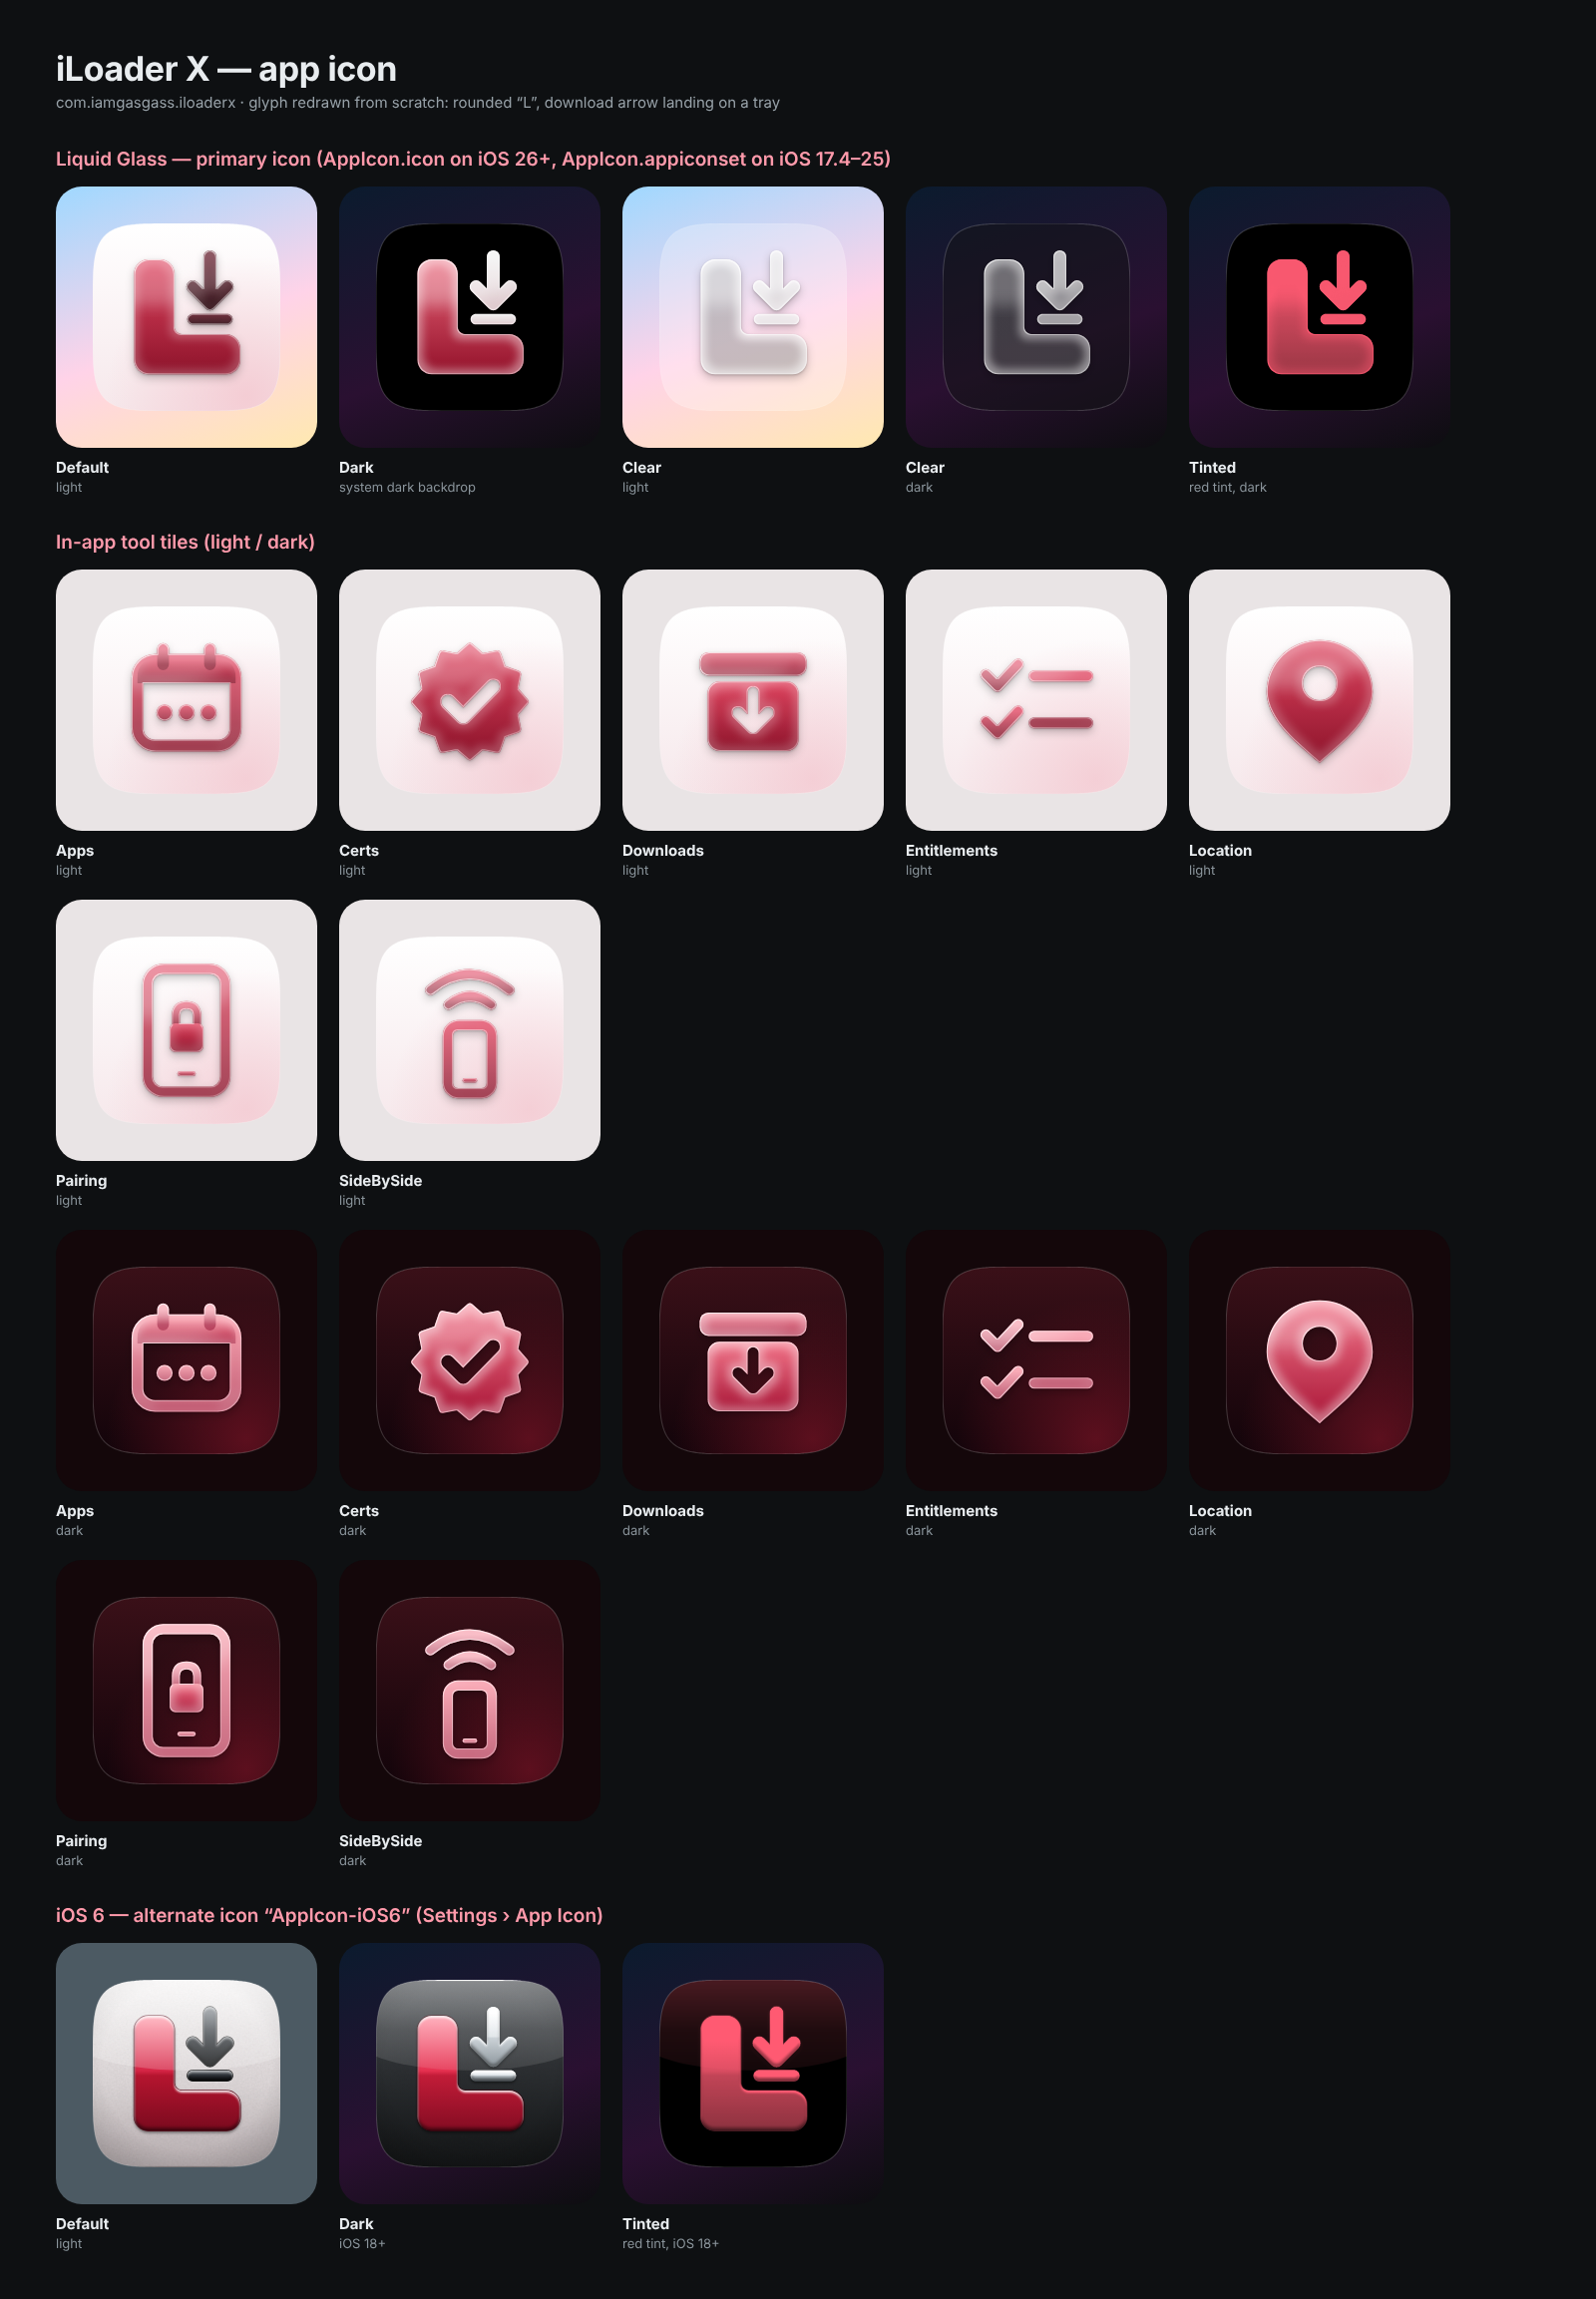 iLoader X — app icon
com.iamgasgass.iloaderx · glyph redrawn from scratch: rounded “L”, download arrow landing on a tray
Liquid Glass — primary icon (AppIcon.icon on iOS 26+, AppIcon.appiconset on iOS 17.4–25)
Default
light
Dark
system dark backdrop
Clear
light
Clear
dark
Tinted
red tint, dark
In-app tool tiles (light / dark)
Apps
light
Certs
light
Downloads
light
Entitlements
light
Location
light
Pairing
light
SideBySide
light
Apps
dark
Certs
dark
Downloads
dark
Entitlements
dark
Location
dark
Pairing
dark
SideBySide
dark
iOS 6 — alternate icon “AppIcon-iOS6” (Settings › App Icon)
Default
light
Dark
iOS 18+
Tinted
red tint, iOS 18+